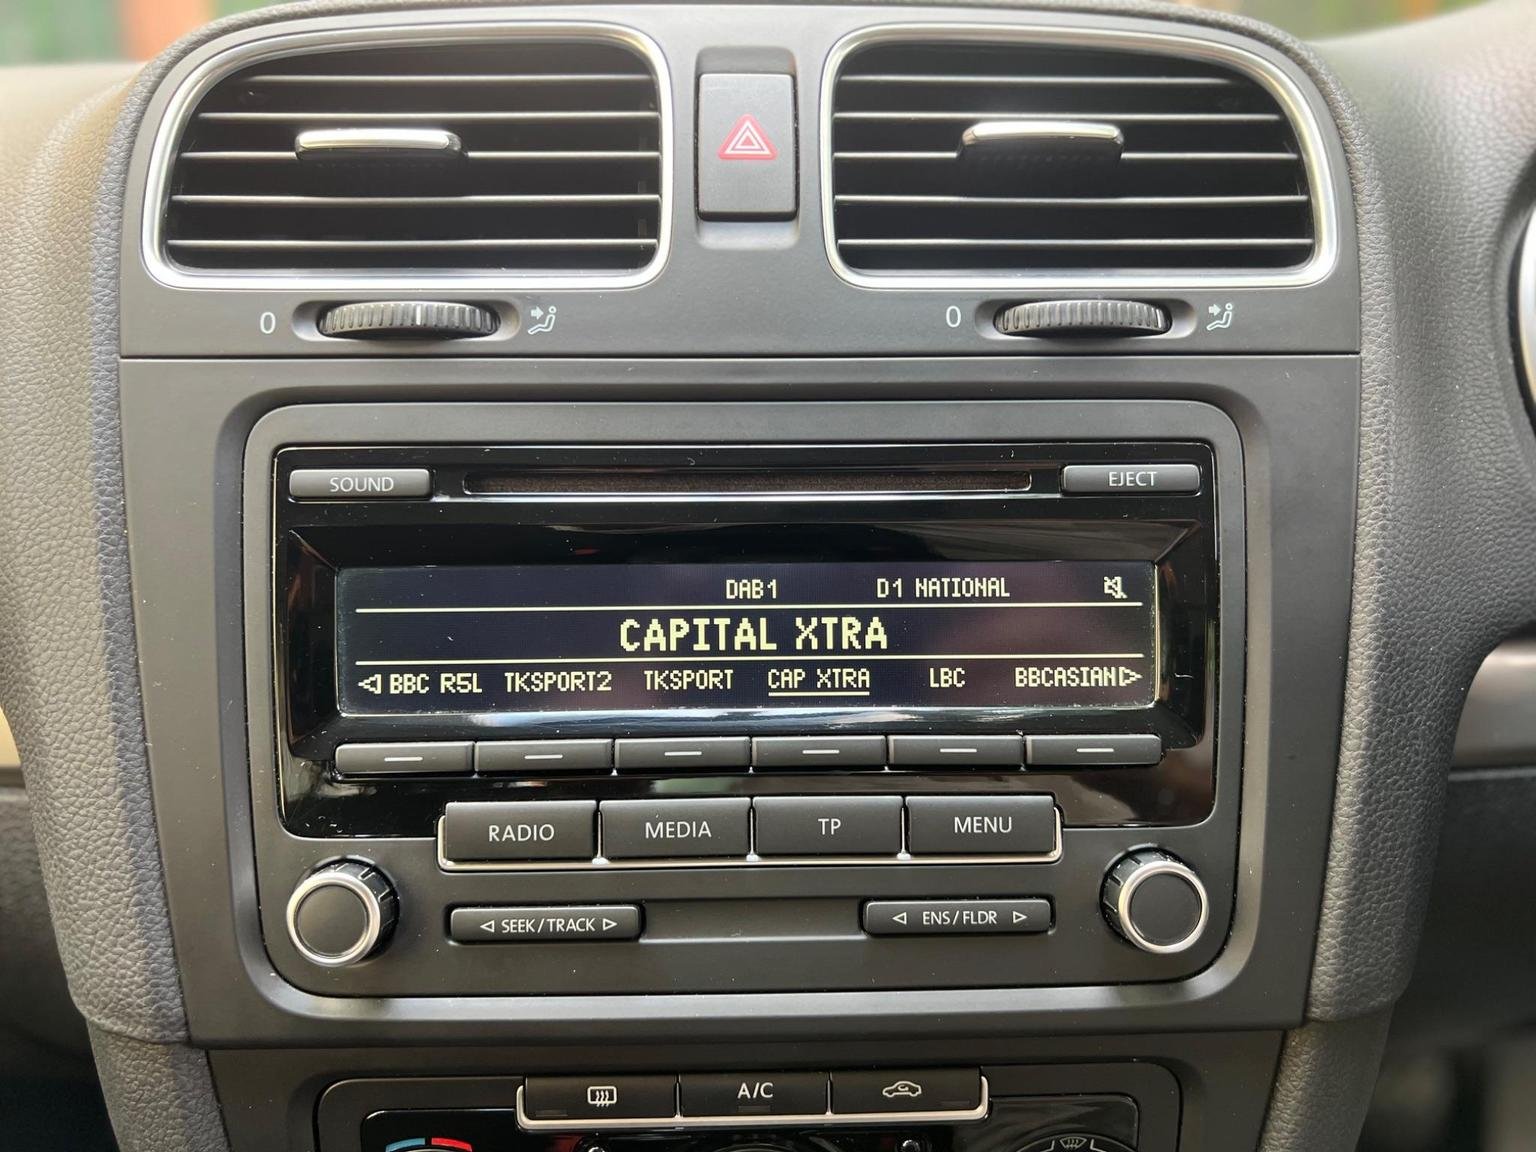 0
0
SOUND
EJECT
DAB1 D1 NATIONAL
CAPITAL XTRA
BBC R5L TKSPORT2 TKSPORT CAP XTRA LBC BBCASIAN
RADIO MEDIA TP MENU
SEEK/TRACK
ENS/FLDR
A/C